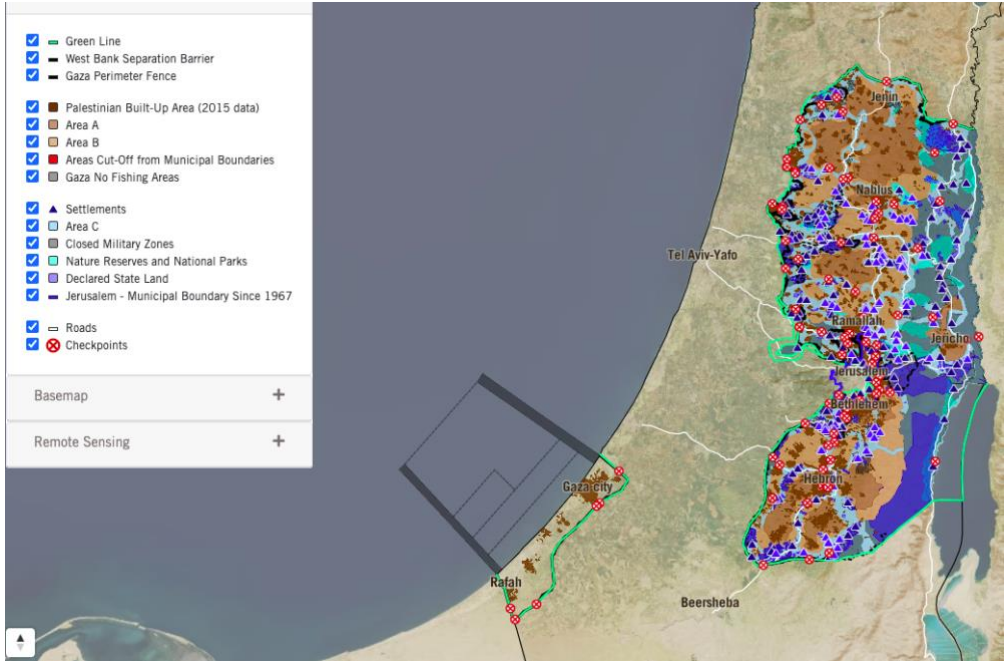 Green Line
West Bank Separation Barrier
Gaza Perimeter Fence
Palestinian Built-Up Area (2015 data)
Area A
Area B
Areas Cut-Off from Municipal Boundaries
Gaza No Fishing Areas
Settlements
Area C
Closed Military Zones
Nature Reserves and National Parks
Declared State Land
Jerusalem - Municipal Boundary Since 1967
Roads
Checkpoints
Basemap +
Remote Sensing +
Jenin
Nablus
Tel Aviv-Yafo
Ramallah
Jericho
Jerusalem
Bethlehem
Hebron
Gaza city
Rafah
Beersheba